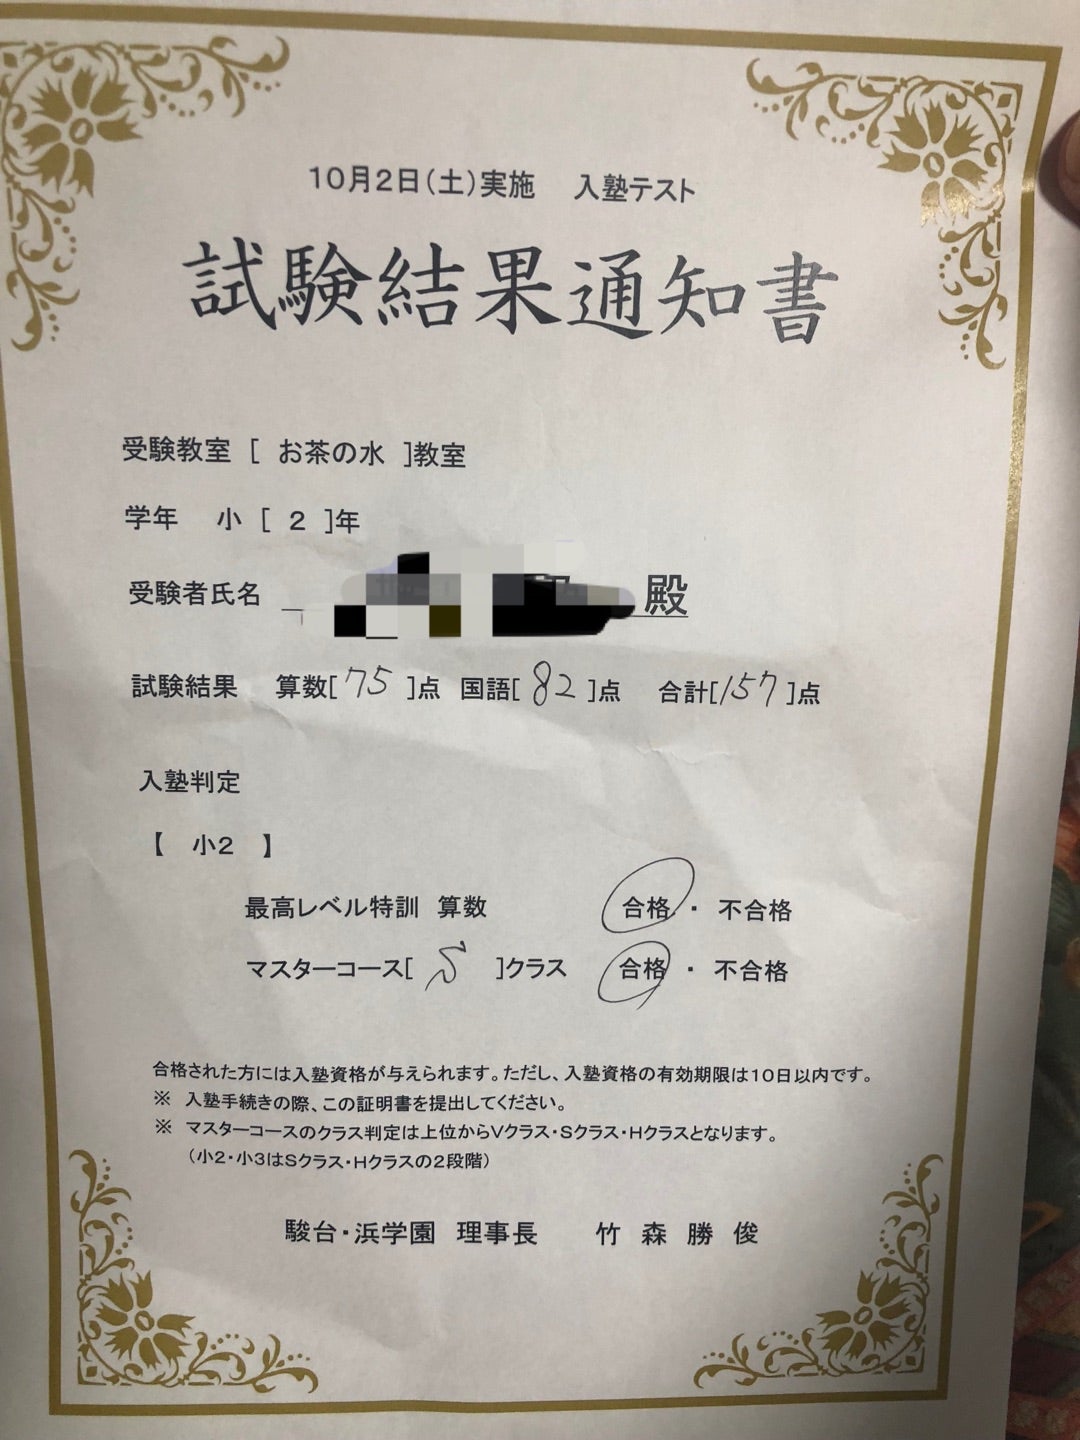 10月2日(土)実施　入塾テスト
試験結果通知書
受験教室 [ お茶の水 ]教室
学年　小 [ 2 ]年
受験者氏名　殿
試験結果　算数[ 75 ]点 国語[ 82 ]点　合計[ 157 ]点
入塾判定
【　小2　】
最高レベル特訓 算数　合格 ・ 不合格
マスターコース[ S ]クラス　合格 ・ 不合格
合格された方には入塾資格が与えられます。ただし、入塾資格の有効期限は10日以内です。
※　入塾手続きの際、この証明書を提出してください。
※　マスターコースのクラス判定は上位からVクラス・Sクラス・Hクラスとなります。
（小2・小3はSクラス・Hクラスの2段階）
駿台・浜学園　理事長　竹 森 勝 俊